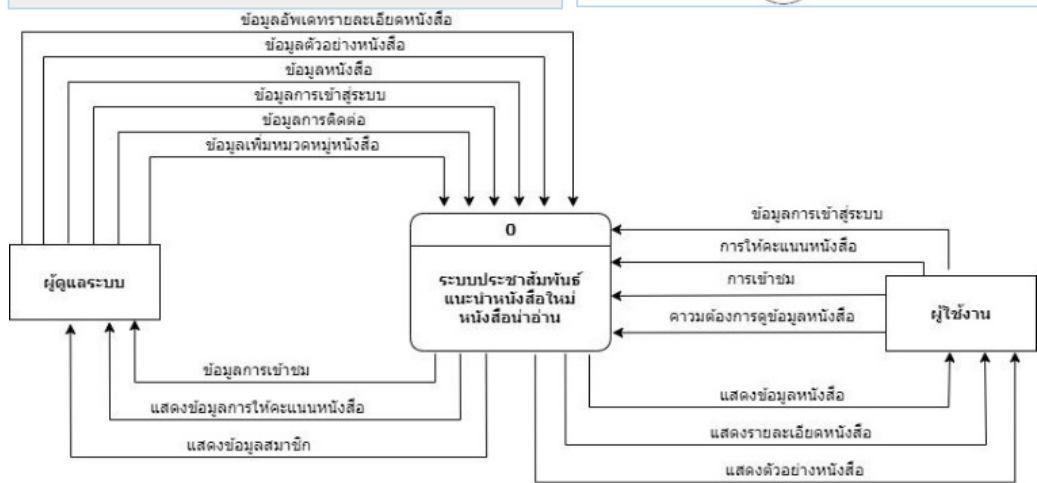 ข้อมูลอัพเดทรายละเอียดหนังสือ
ข้อมูลตัวอย่างหนังสือ
ข้อมูลหนังสือ
ข้อมูลการเข้าสู่ระบบ
ข้อมูลการติดต่อ
ข้อมูลเพิ่มหมวดหมู่หนังสือ
ผู้ดูแลระบบ
0
ระบบประชาสัมพันธ์
แนะนำหนังสือใหม่
หนังสือน่าอ่าน
ข้อมูลการเข้าสู่ระบบ
การให้คะแนนหนังสือ
การเข้าชม
คาวมต้องการดูข้อมูลหนังสือ
ผู้ใช้งาน
ข้อมูลการเข้าชม
แสดงข้อมูลการให้คะแนนหนังสือ
แสดงข้อมูลสมาชิก
แสดงข้อมูลหนังสือ
แสดงรายละเอียดหนังสือ
แสดงตัวอย่างหนังสือ